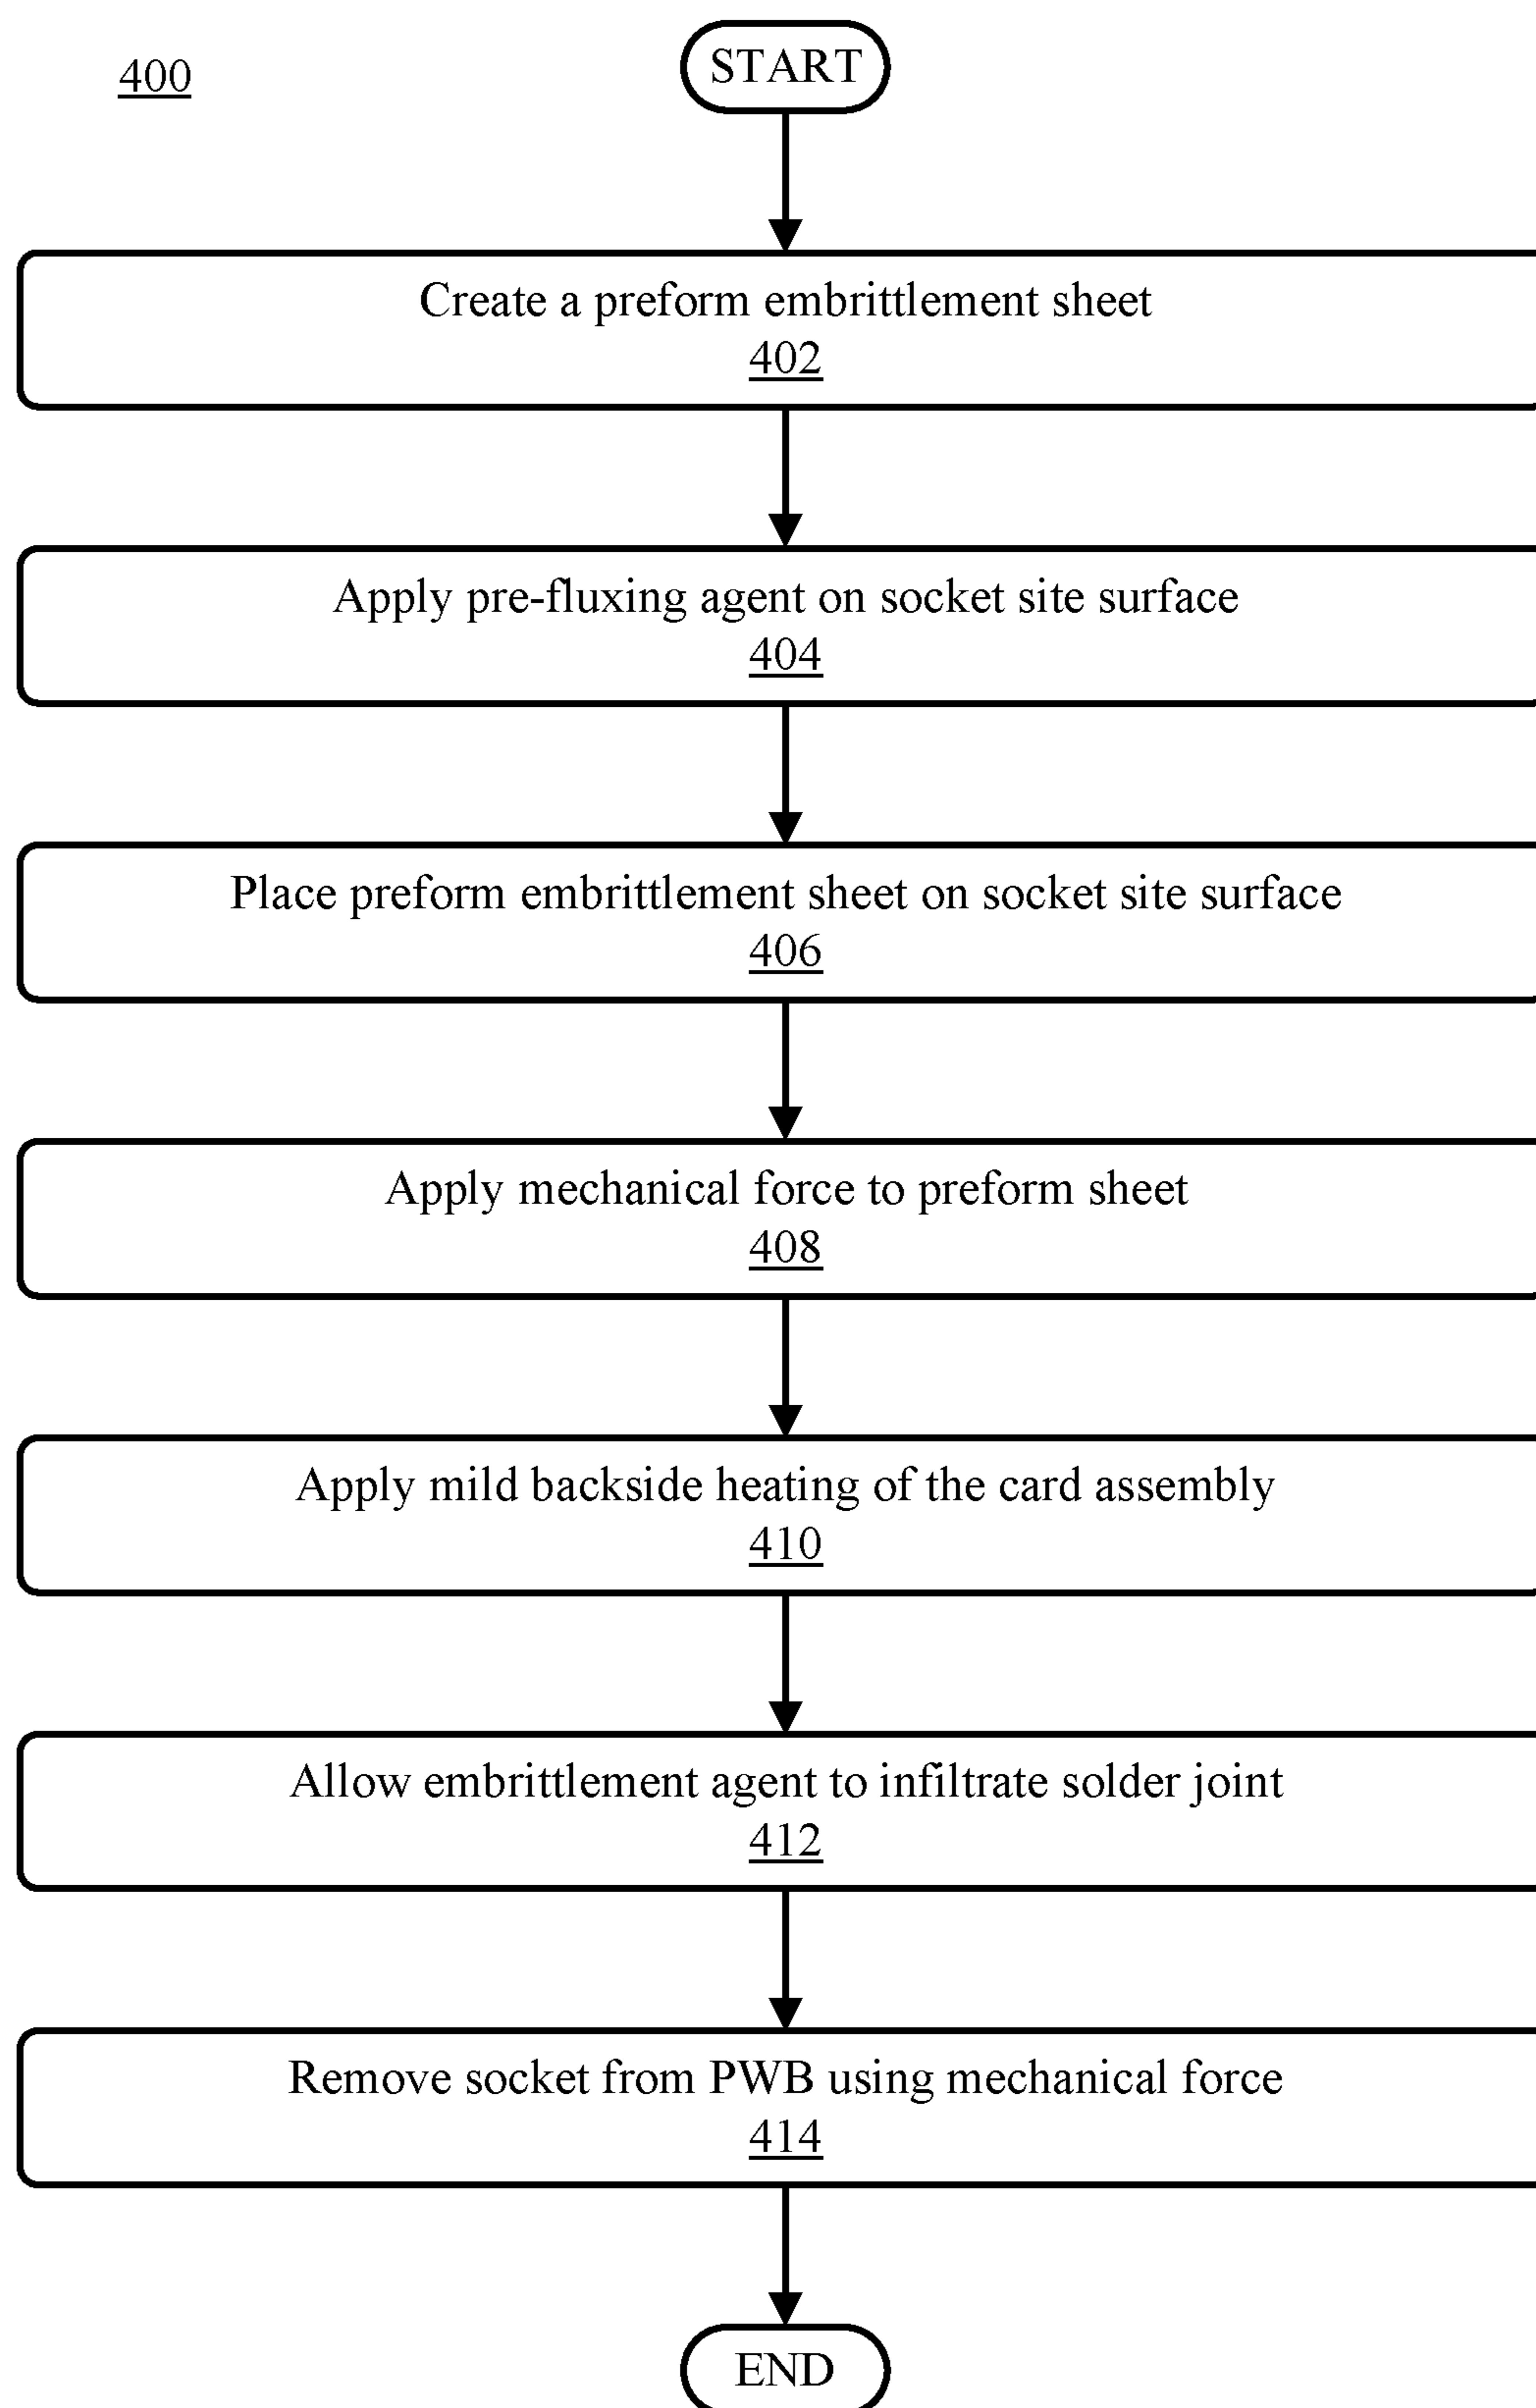 400
START
Create a preform embrittlement sheet
402
Apply pre-fluxing agent on socket site surface
404
Place preform embrittlement sheet on socket site surface
406
Apply mechanical force to preform sheet
408
Apply mild backside heating of the card assembly
410
Allow embrittlement agent to infiltrate solder joint
412
Remove socket from PWB using mechanical force
414
END